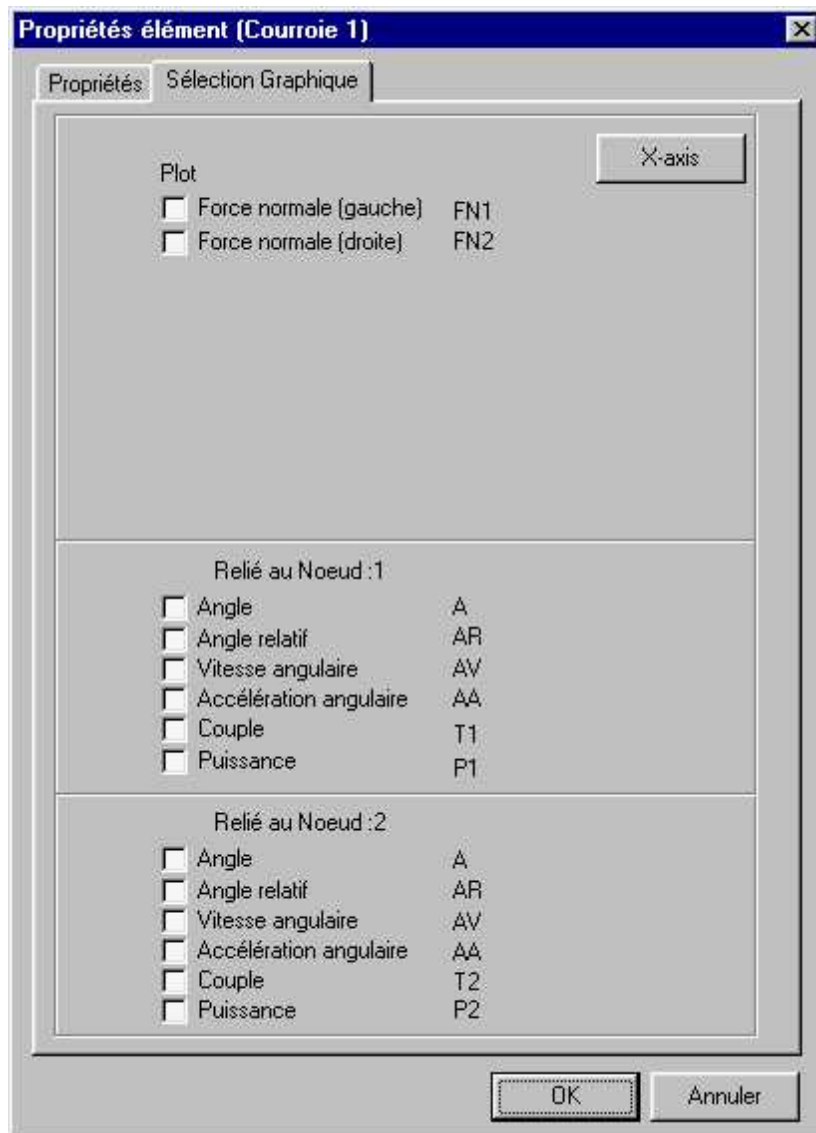 Propriétés élément (Courroie 1)
Propriétés Sélection Graphique
X-axis
Plot
Force normale (gauche) FN1
Force normale (droite) FN2
Relié au Noeud :1
Angle A
Angle relatif AR
Vitesse angulaire AV
Accélération angulaire AA
Couple T1
Puissance P1
Relié au Noeud :2
Angle A
Angle relatif AR
Vitesse angulaire AV
Accélération angulaire AA
Couple T2
Puissance P2
OK Annuler